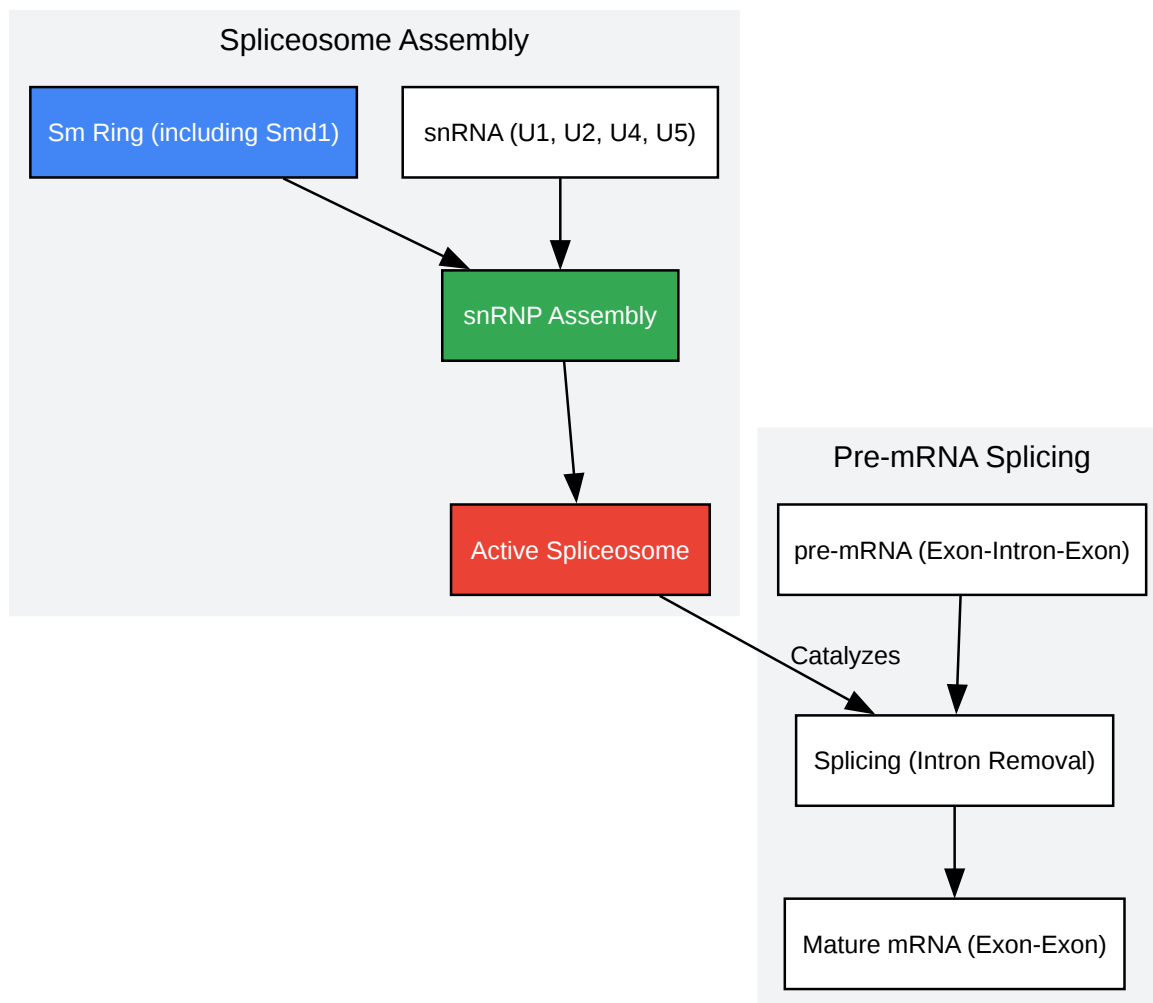 Spliceosome Assembly
Sm Ring (including Smd1)
snRNA (U1, U2, U4, U5)
snRNP Assembly
Active Spliceosome
Pre-mRNA Splicing
pre-mRNA (Exon-Intron-Exon)
Catalyzes
Splicing (Intron Removal)
Mature mRNA (Exon-Exon)